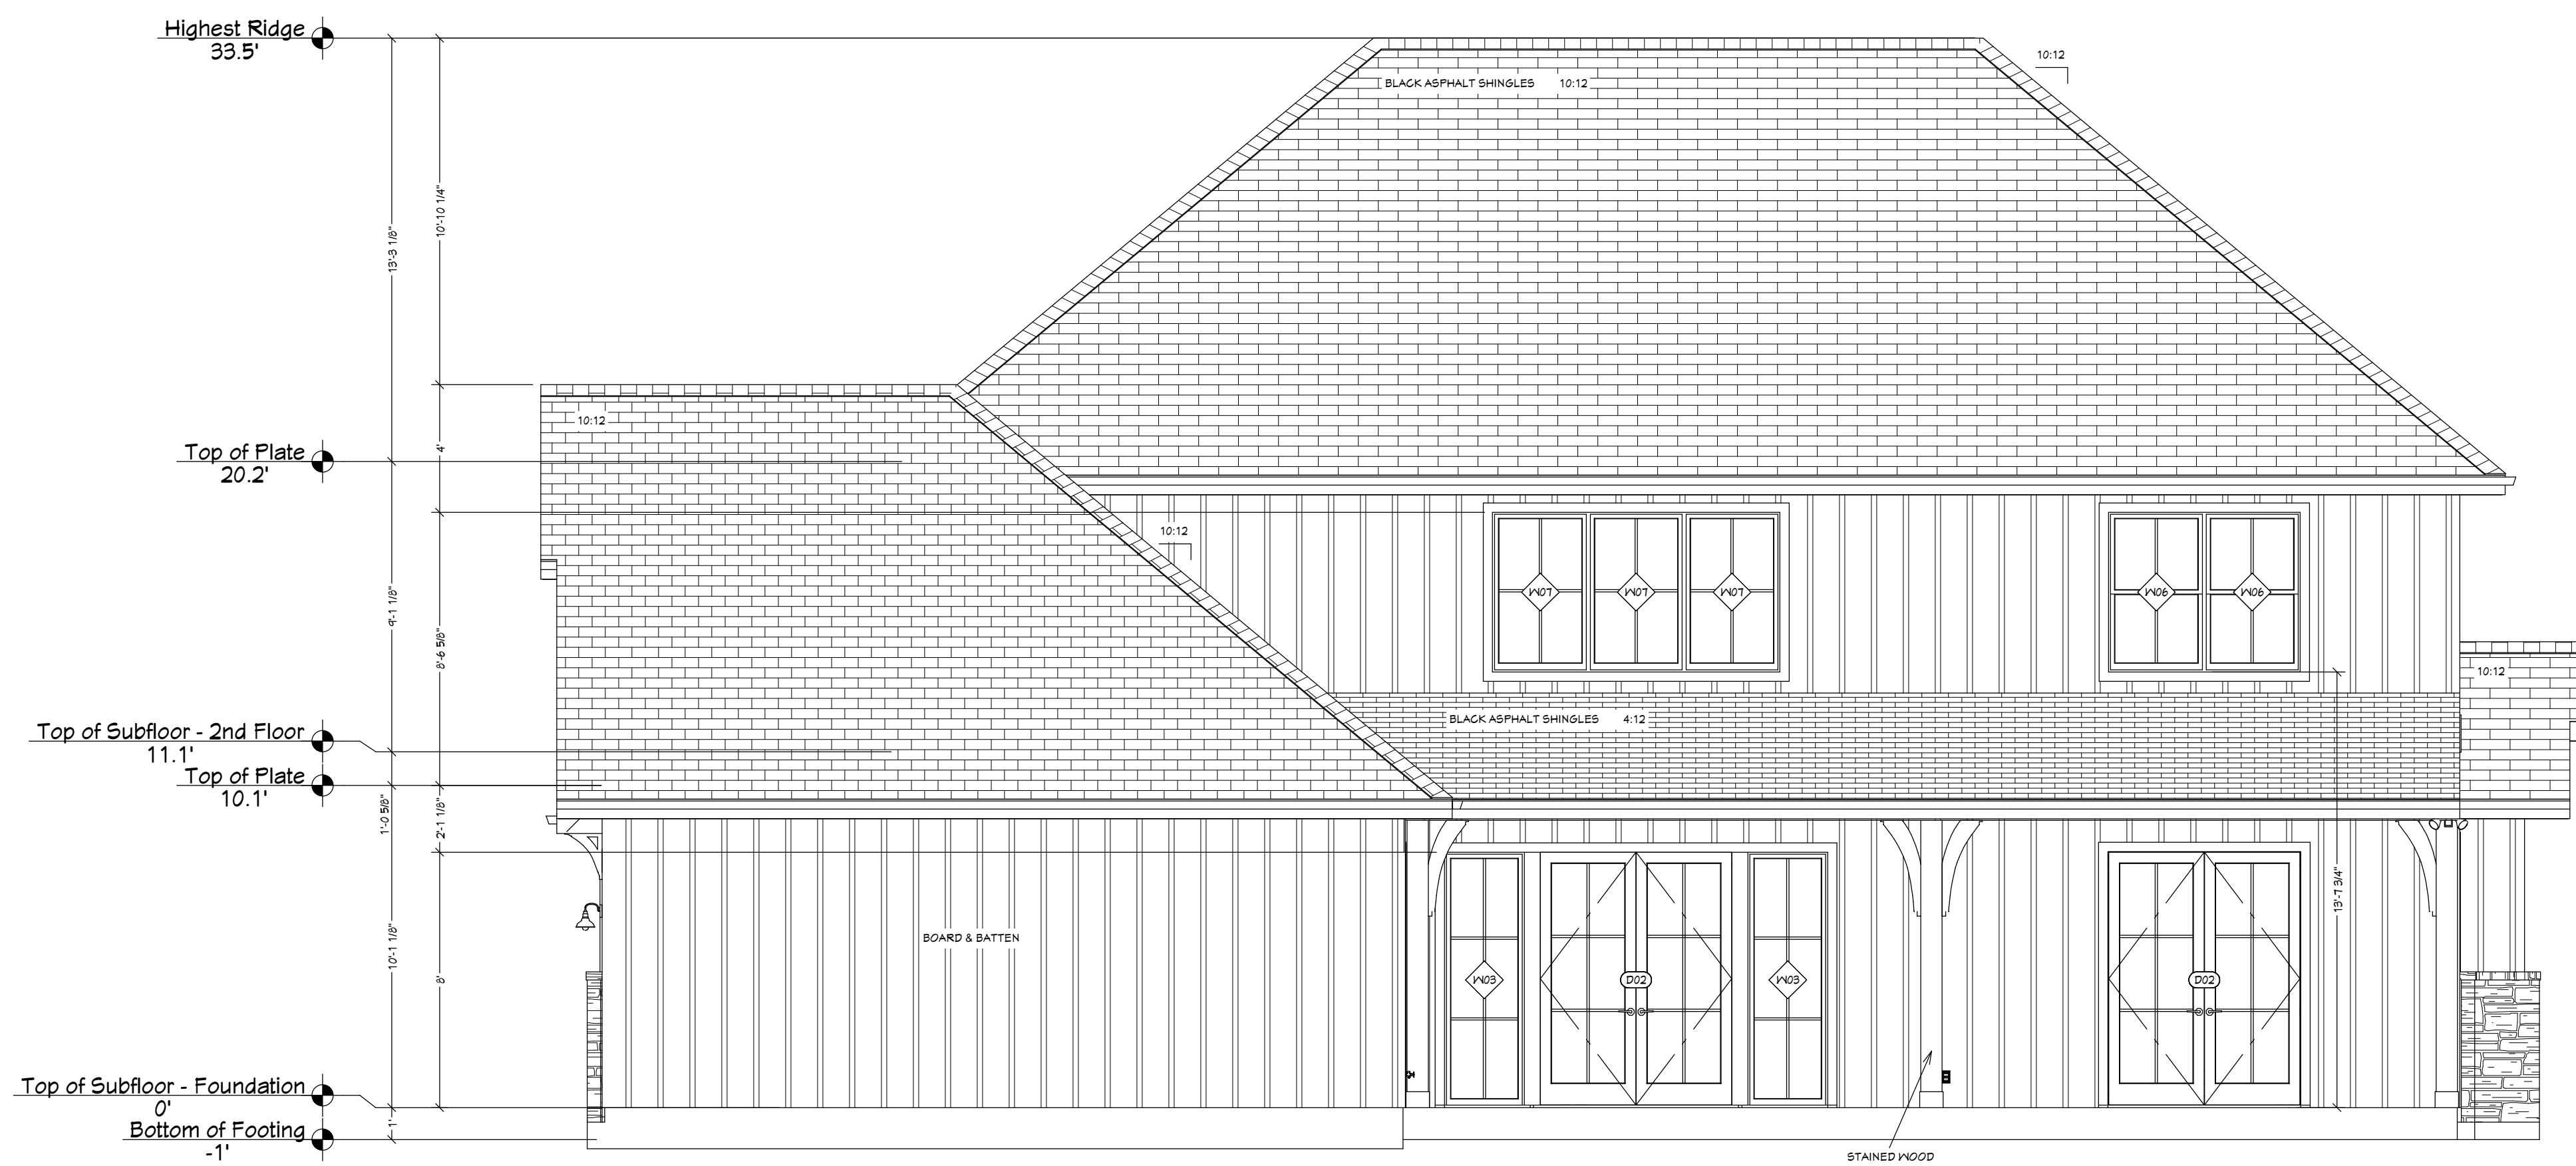 Highest Ridge
33.5'
10:12
BLACK ASPHALT SHINGLES 10:12
10'-10 1/4"
13'-3 1/8"
10:12
4'
Top of Plate
20.2'
10:12
W07 W07 W07 W06 W06
9'-1 1/8"
8'-6 5/8"
10:12
BLACK ASPHALT SHINGLES 4:12
Top of Subfloor - 2nd Floor
11.1'
Top of Plate
10.1'
1'-0 5/8"
2'-1 1/8"
13'-7 3/4"
BOARD & BATTEN
10'-1 1/8"
8'
W03 D02 W03 D02
Top of Subfloor - Foundation
0'
1'
Bottom of Footing
-1'
STAINED WOOD